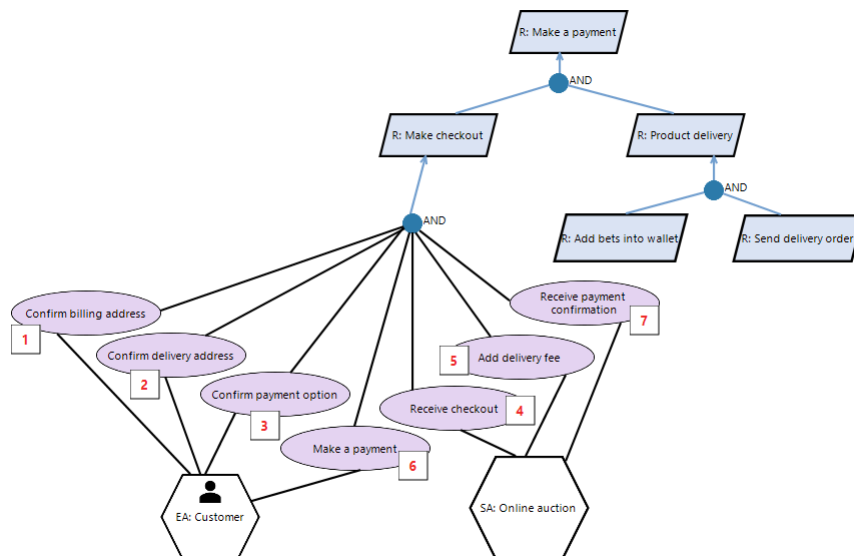 R: Make a payment
AND
R: Make checkout
R: Product delivery
AND
AND
R: Add bets into wallet
R: Send delivery order
Receive payment
confirmation
7
Confirm billing address
1
Confirm delivery address
2
5
Add delivery fee
Confirm payment option
3
Receive checkout
4
Make a payment
6
EA: Customer
SA: Online auction